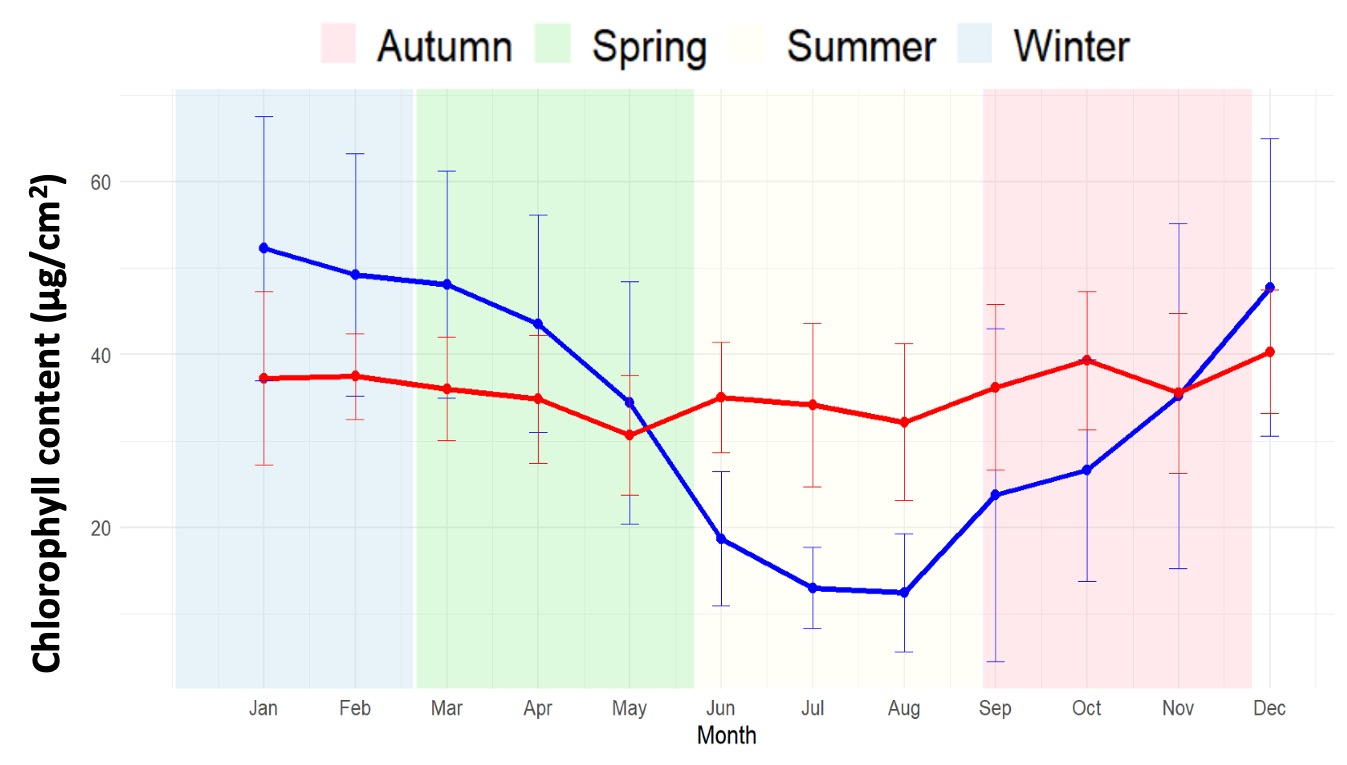 Autumn Spring Summer Winter
Chlorophyll content (µg/cm²)
60
40
20
Jan Feb Mar Apr May Jun Jul Aug Sep Oct Nov Dec
Month